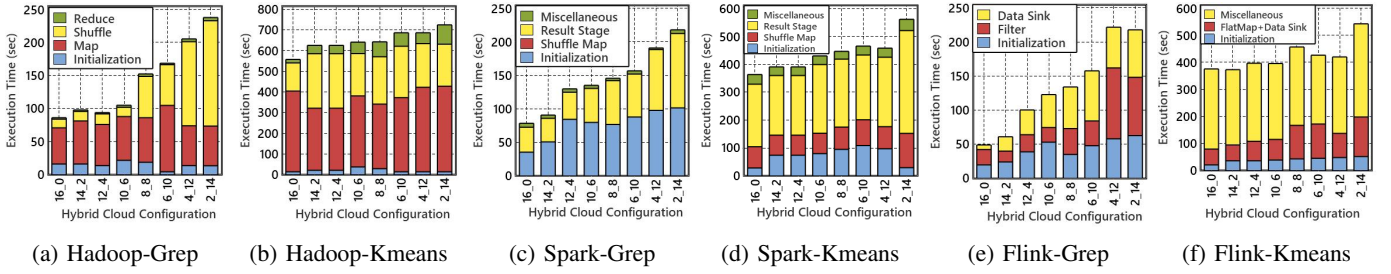 Execution Time (sec)
250
200
150
100
50
0
Reduce
Shuffle
Map
Initialization
16_0
14_2
12_4
10_6
8_8
6_10
4_12
2_14
Hybrid Cloud Configuration
(a) Hadoop-Grep
Execution Time (sec)
800
700
600
500
400
300
200
100
0
16_0
14_2
12_4
10_6
8_8
6_10
4_12
2_14
Hybrid Cloud Configuration
(b) Hadoop-Kmeans
Execution Time (sec)
250
200
150
100
50
0
Miscellaneous
Result Stage
Shuffle Map
Initialization
16_0
14_2
12_4
10_6
8_8
6_10
4_12
2_14
Hybrid Cloud Configuration
(c) Spark-Grep
Execution Time (sec)
600
500
400
300
200
100
0
Miscellaneous
Result Stage
Shuffle Map
Initialization
16_0
14_2
12_4
10_6
8_8
6_10
4_12
2_14
Hybrid Cloud Configuration
(d) Spark-Kmeans
Execution Time (sec)
250
200
150
100
50
0
Data Sink
Filter
Initialization
16_0
14_2
12_4
10_6
8_8
6_10
4_12
2_14
Hybrid Cloud Configuration
(e) Flink-Grep
Execution Time (sec)
600
500
400
300
200
100
0
Miscellaneous
FlatMap+Data Sink
Initialization
16_0
14_2
12_4
10_6
8_8
6_10
4_12
2_14
Hybrid Cloud Configuration
(f) Flink-Kmeans